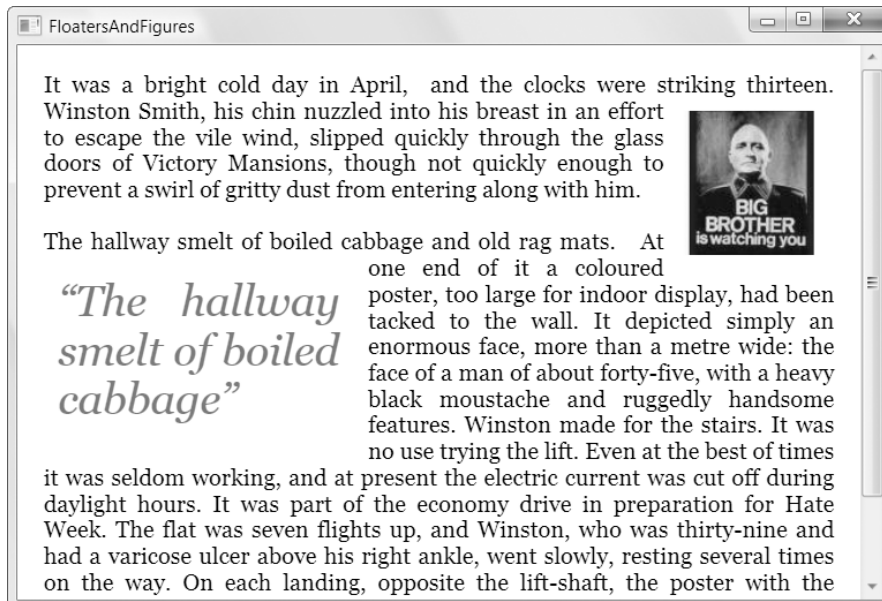 FloatersAndFigures
It was a bright cold day in April, and the clocks were striking thirteen.
Winston Smith, his chin nuzzled into his breast in an effort
to escape the vile wind, slipped quickly through the glass
doors of Victory Mansions, though not quickly enough to
prevent a swirl of gritty dust from entering along with him.
BIG
BROTHER
is watching you
The hallway smelt of boiled cabbage and old rag mats. At
one end of it a coloured
poster, too large for indoor display, had been
tacked to the wall. It depicted simply an
enormous face, more than a metre wide: the
face of a man of about forty-five, with a heavy
black moustache and ruggedly handsome
features. Winston made for the stairs. It was
no use trying the lift. Even at the best of times
“The hallway
smelt of boiled
cabbage”
it was seldom working, and at present the electric current was cut off during
daylight hours. It was part of the economy drive in preparation for Hate
Week. The flat was seven flights up, and Winston, who was thirty-nine and
had a varicose ulcer above his right ankle, went slowly, resting several times
on the way. On each landing, opposite the lift-shaft, the poster with the